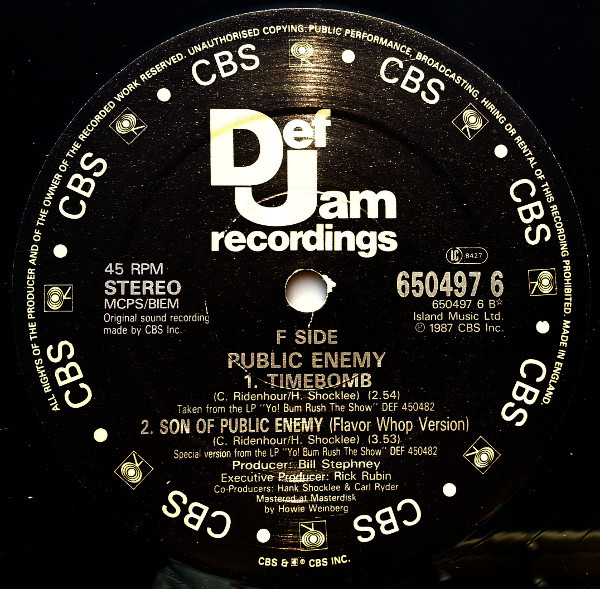 ALL RIGHTS OF THE PRODUCER AND OF THE OWNER OF THE RECORDED WORK RESERVED. UNAUTHORISED COPYING, PUBLIC PERFORMANCE, BROADCASTING, HIRING OR RENTAL OF THIS RECORDING PROHIBITED. MADE IN ENGLAND.
CBS
CBS
CBS
CBS
CBS
CBS
CBS
CBS
Def
Jam
recordings
45 RPM
STEREO
MCPS/BIEM
Original sound recording
made by CBS Inc.
LC 8427
650497 6
650497 6 B☆
Island Music Ltd.
℗ 1987 CBS Inc.
F SIDE
PUBLIC ENEMY
1. TIMEBOMB
(C. Ridenhour/H. Shocklee) (2.54)
Taken from the LP "Yo! Bum Rush The Show" DEF 450482
2. SON OF PUBLIC ENEMY (Flavor Whop Version)
(C. Ridenhour/H. Shocklee) (3.53)
Special version from the LP "Yo! Bum Rush The Show" DEF 450482
Producer: Bill Stephney
Executive Producer: Rick Rubin
Co-Producers: Hank Shocklee & Carl Ryder
Mastered at Masterdisk
by Howie Weinberg
CBS & ® CBS INC.